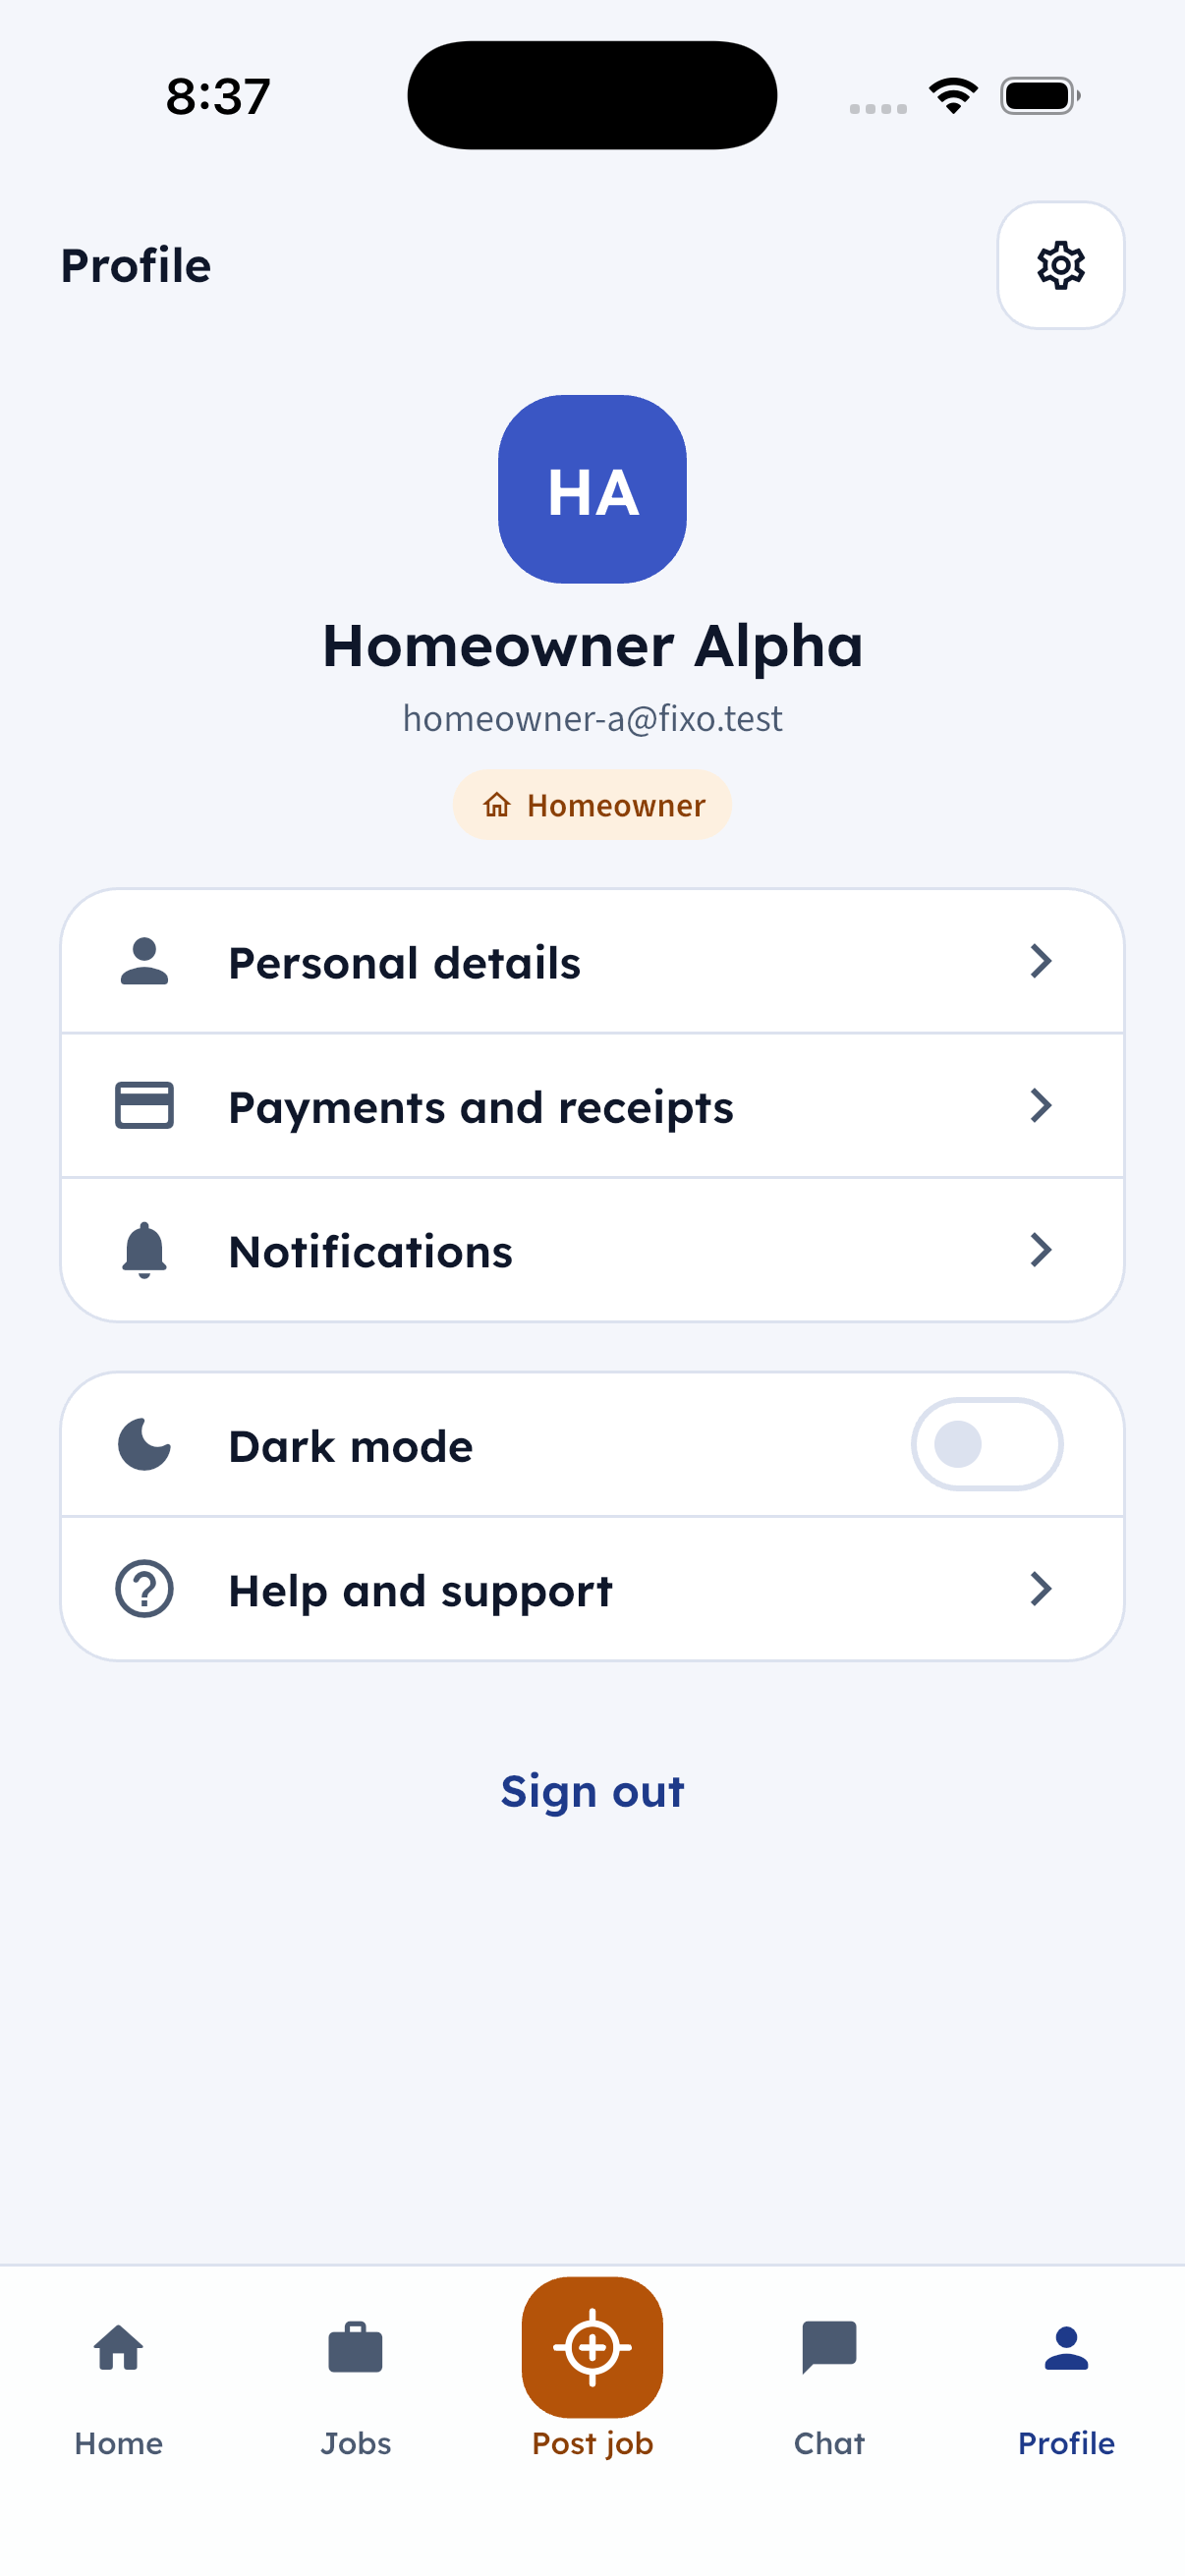 8:37
Profile
HA
Homeowner Alpha
homeowner-a@fixo.test
Homeowner
Personal details
Payments and receipts
Notifications
Dark mode
Help and support
Sign out
Home
Jobs
Post job
Chat
Profile